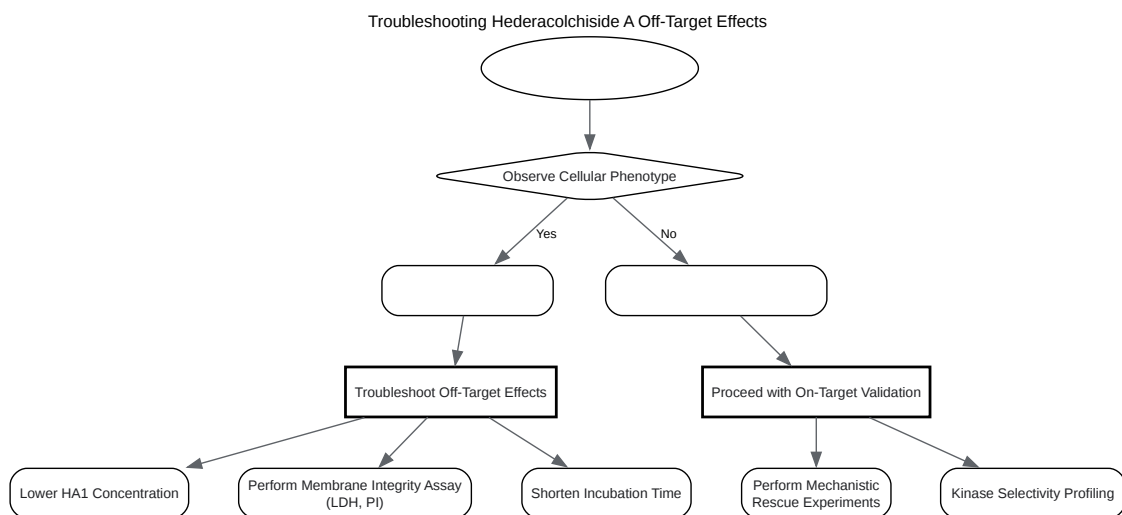 Troubleshooting Hederacolchiside A Off-Target Effects
Observe Cellular Phenotype
Yes
No
Troubleshoot Off-Target Effects
Proceed with On-Target Validation
Lower HA1 Concentration
Perform Membrane Integrity Assay
(LDH, PI)
Shorten Incubation Time
Perform Mechanistic
Rescue Experiments
Kinase Selectivity Profiling